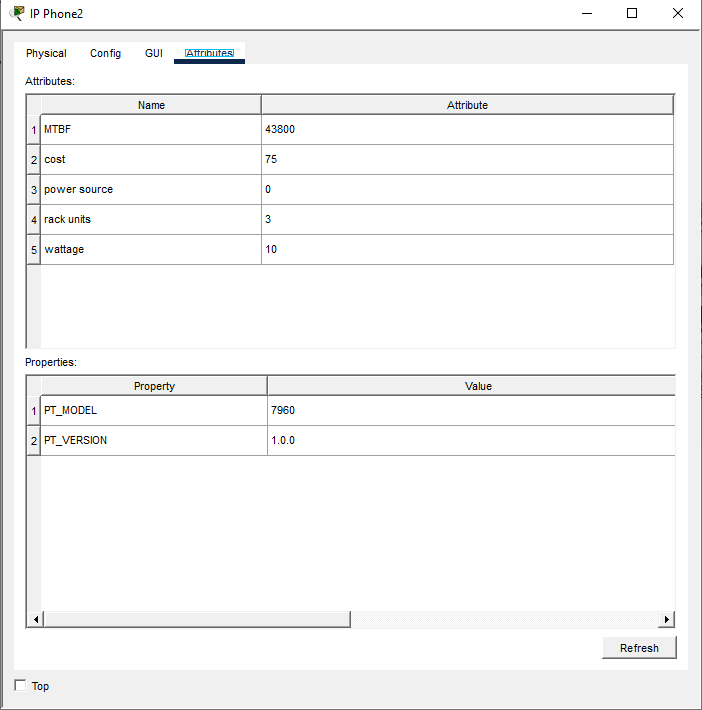 IP Phone2
Physical Config GUI Attributes
Attributes:
Name Attribute
1 MTBF 43800
2 cost 75
3 power source 0
4 rack units 3
5 wattage 10
Properties:
Property Value
1 PT_MODEL 7960
2 PT_VERSION 1.0.0
Refresh
Top